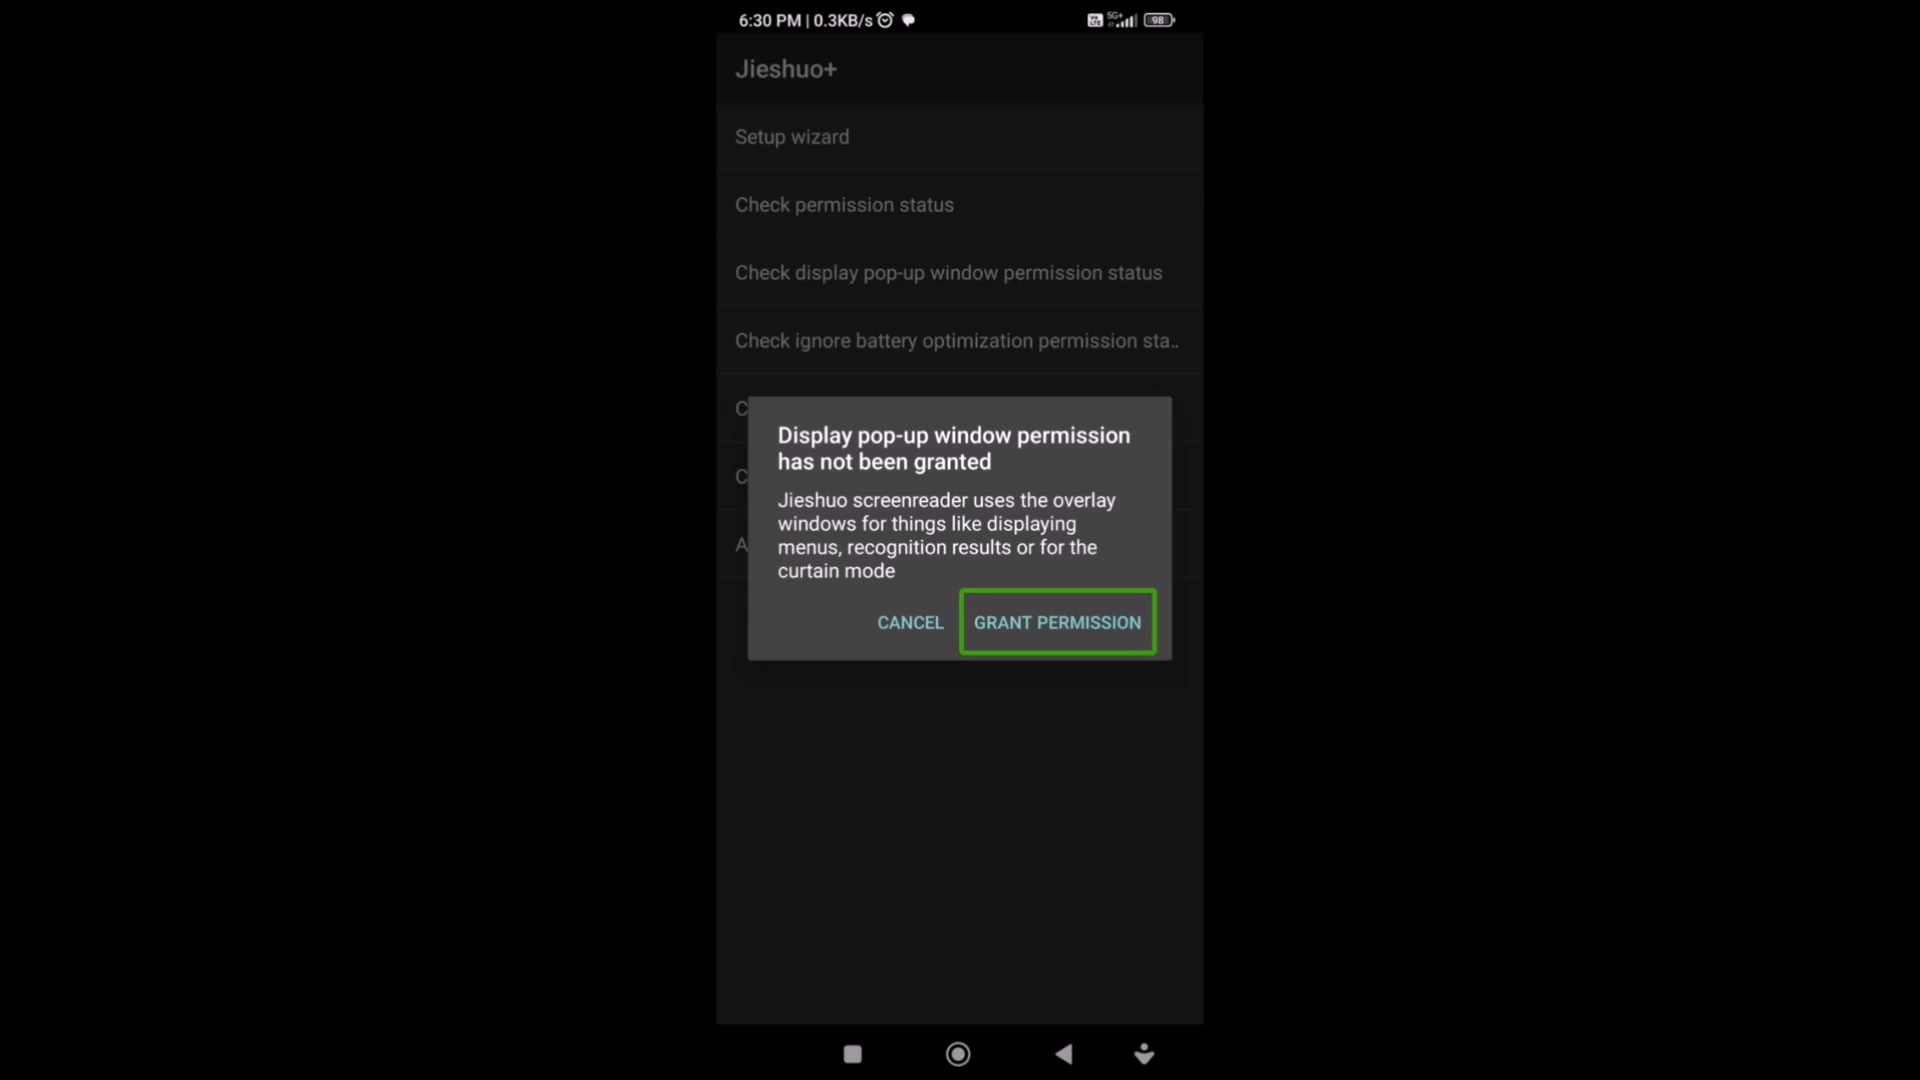 6:30 PM | 0.3KB/s
5G+
98
Jieshuo+
Setup wizard
Check permission status
Check display pop-up window permission status
Check ignore battery optimization permission sta..
C
Display pop-up window permission
has not been granted
C
Jieshuo screenreader uses the overlay
windows for things like displaying
A
menus, recognition results or for the
curtain mode
CANCEL
GRANT PERMISSION